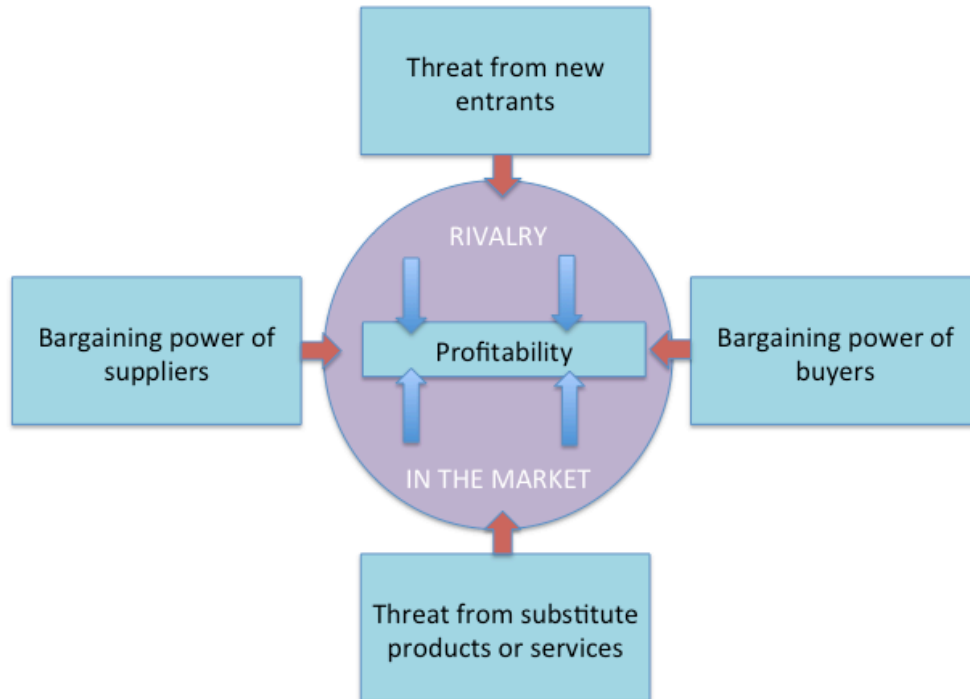 Threat from new
entrants
RIVALRY
Bargaining power of
suppliers
Profitability
Bargaining power of
buyers
IN THE MARKET
Threat from substitute
products or services